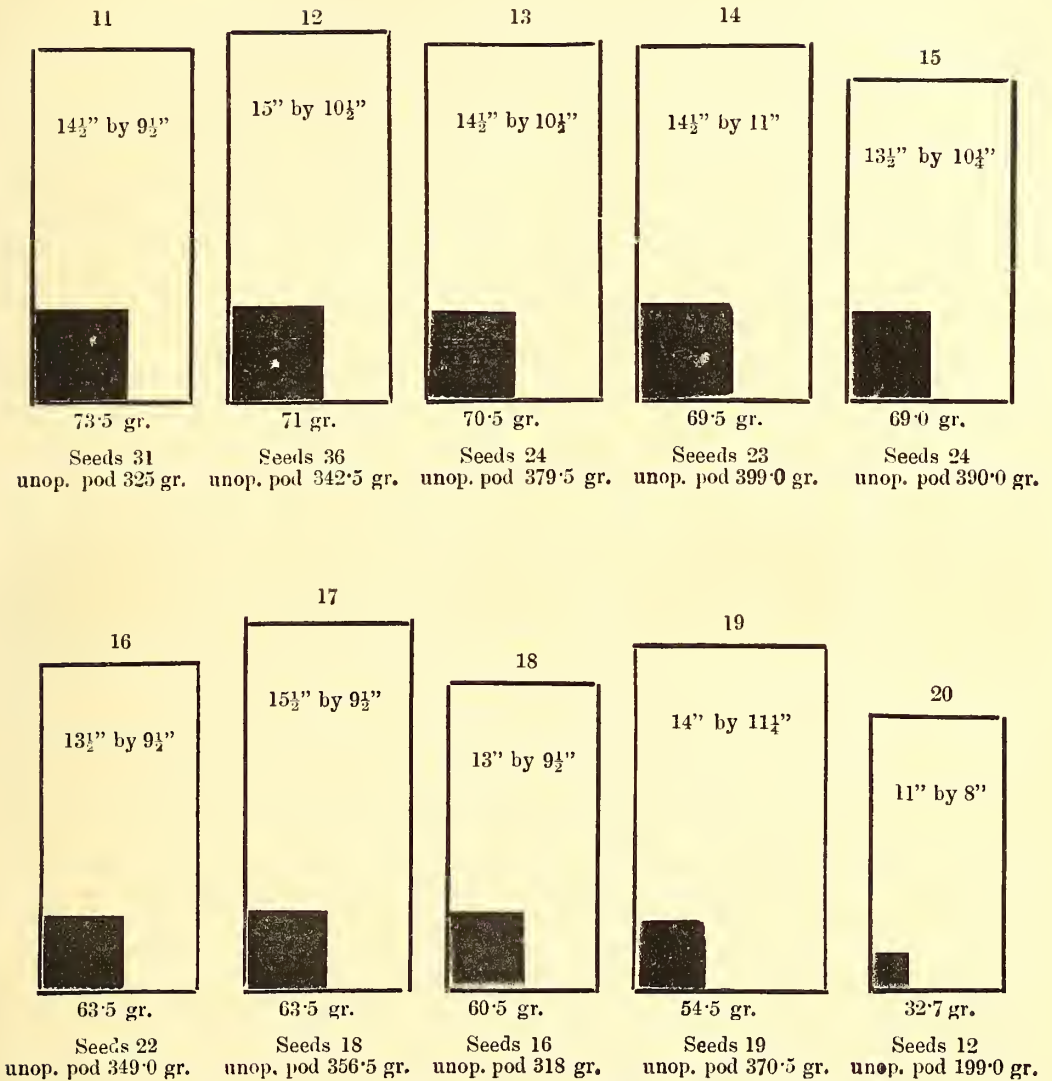 11
12
13
14
15
14½” by 9½”
15” by 10½”
14½” by 10½”
14½” by 11”
13½” by 10¼”
73·5 gr.
71 gr.
70·5 gr.
69·5 gr.
69·0 gr.
Seeds 31
unop. pod 325 gr.
Seeds 36
unop. pod 342·5 gr.
Seeds 24
unop. pod 379·5 gr.
Seeeds 23
unop. pod 399·0 gr.
Seeds 24
unop. pod 390·0 gr.
16
17
18
19
20
13½” by 9½”
15½” by 9½”
13” by 9½”
14” by 11¼”
11” by 8”
63·5 gr.
63·5 gr.
60·5 gr.
54·5 gr.
32·7 gr.
Seeds 22
unop. pod 349·0 gr.
Seeds 18
unop. pod 356·5 gr.
Seeds 16
unop. pod 318 gr.
Seeds 19
unop. pod 370·5 gr.
Seeds 12
unop. pod 199·0 gr.